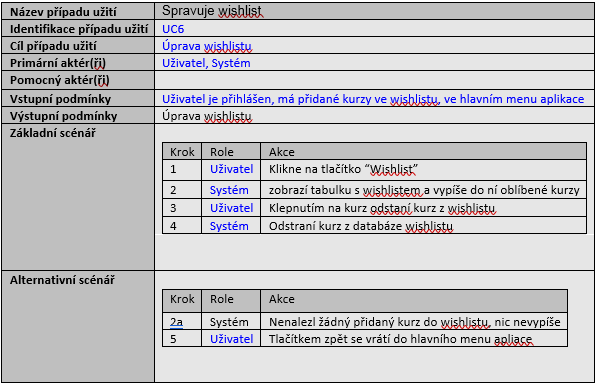 Název případu užití Spravuje wishlist
Identifikace případu užití UC6
Cíl případu užití Úprava wishlistu
Primární aktér(ři) Uživatel, Systém
Pomocný aktér(ři)
Vstupní podmínky Uživatel je přihlášen, má přidané kurzy ve wishlistu, ve hlavním menu aplikace
Výstupní podmínky Úprava wishlistu
Základní scénář
Krok Role Akce
1 Uživatel Klikne na tlačítko “Wishlist”
2 Systém zobrazí tabulku s wishlistem a vypíše do ní oblíbené kurzy
3 Uživatel Klepnutím na kurz odstaní kurz z wishlistu
4 Systém Odstraní kurz z databáze wishlistu
Alternativní scénář
Krok Role Akce
2a Systém Nenalezl žádný přidaný kurz do wishlistu, nic nevypíše
5 Uživatel Tlačítkem zpět se vrátí do hlavního menu apliace